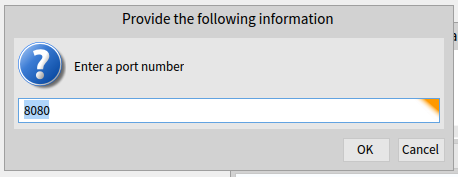 Provide the following information
Enter a port number
8080
OK
Cancel